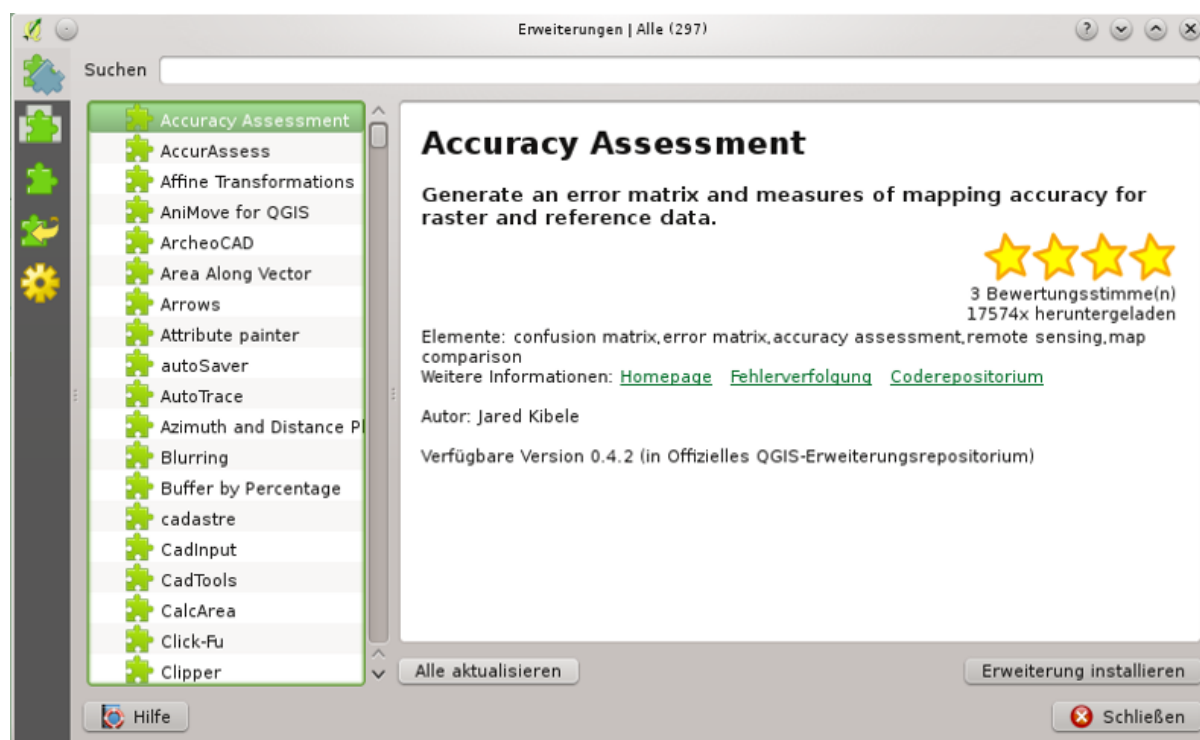 Erweiterungen | Alle (297)
Suchen
Accuracy Assessment
AccurAssess
Affine Transformations
AniMove for QGIS
ArcheoCAD
Area Along Vector
Arrows
Attribute painter
autoSaver
AutoTrace
Azimuth and Distance Pl
Blurring
Buffer by Percentage
cadastre
CadInput
CadTools
CalcArea
Click-Fu
Clipper
Accuracy Assessment
Generate an error matrix and measures of mapping accuracy for
raster and reference data.
3 Bewertungsstimme(n)
17574x heruntergeladen
Elemente: confusion matrix,error matrix,accuracy assessment,remote sensing,map
comparison
Weitere Informationen: Homepage Fehlerverfolgung Coderepositorium
Autor: Jared Kibele
Verfügbare Version 0.4.2 (in Offizielles QGIS-Erweiterungsrepositorium)
Alle aktualisieren
Erweiterung installieren
Hilfe
Schließen